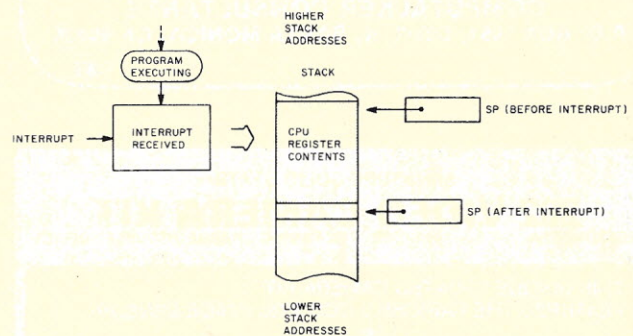 HIGHER
STACK
ADDRESSES
PROGRAM
EXECUTING
STACK
INTERRUPT
INTERRUPT
RECEIVED
CPU
REGISTER
CONTENTS
SP (BEFORE INTERRUPT)
SP (AFTER INTERRUPT)
LOWER
STACK
ADDRESSES